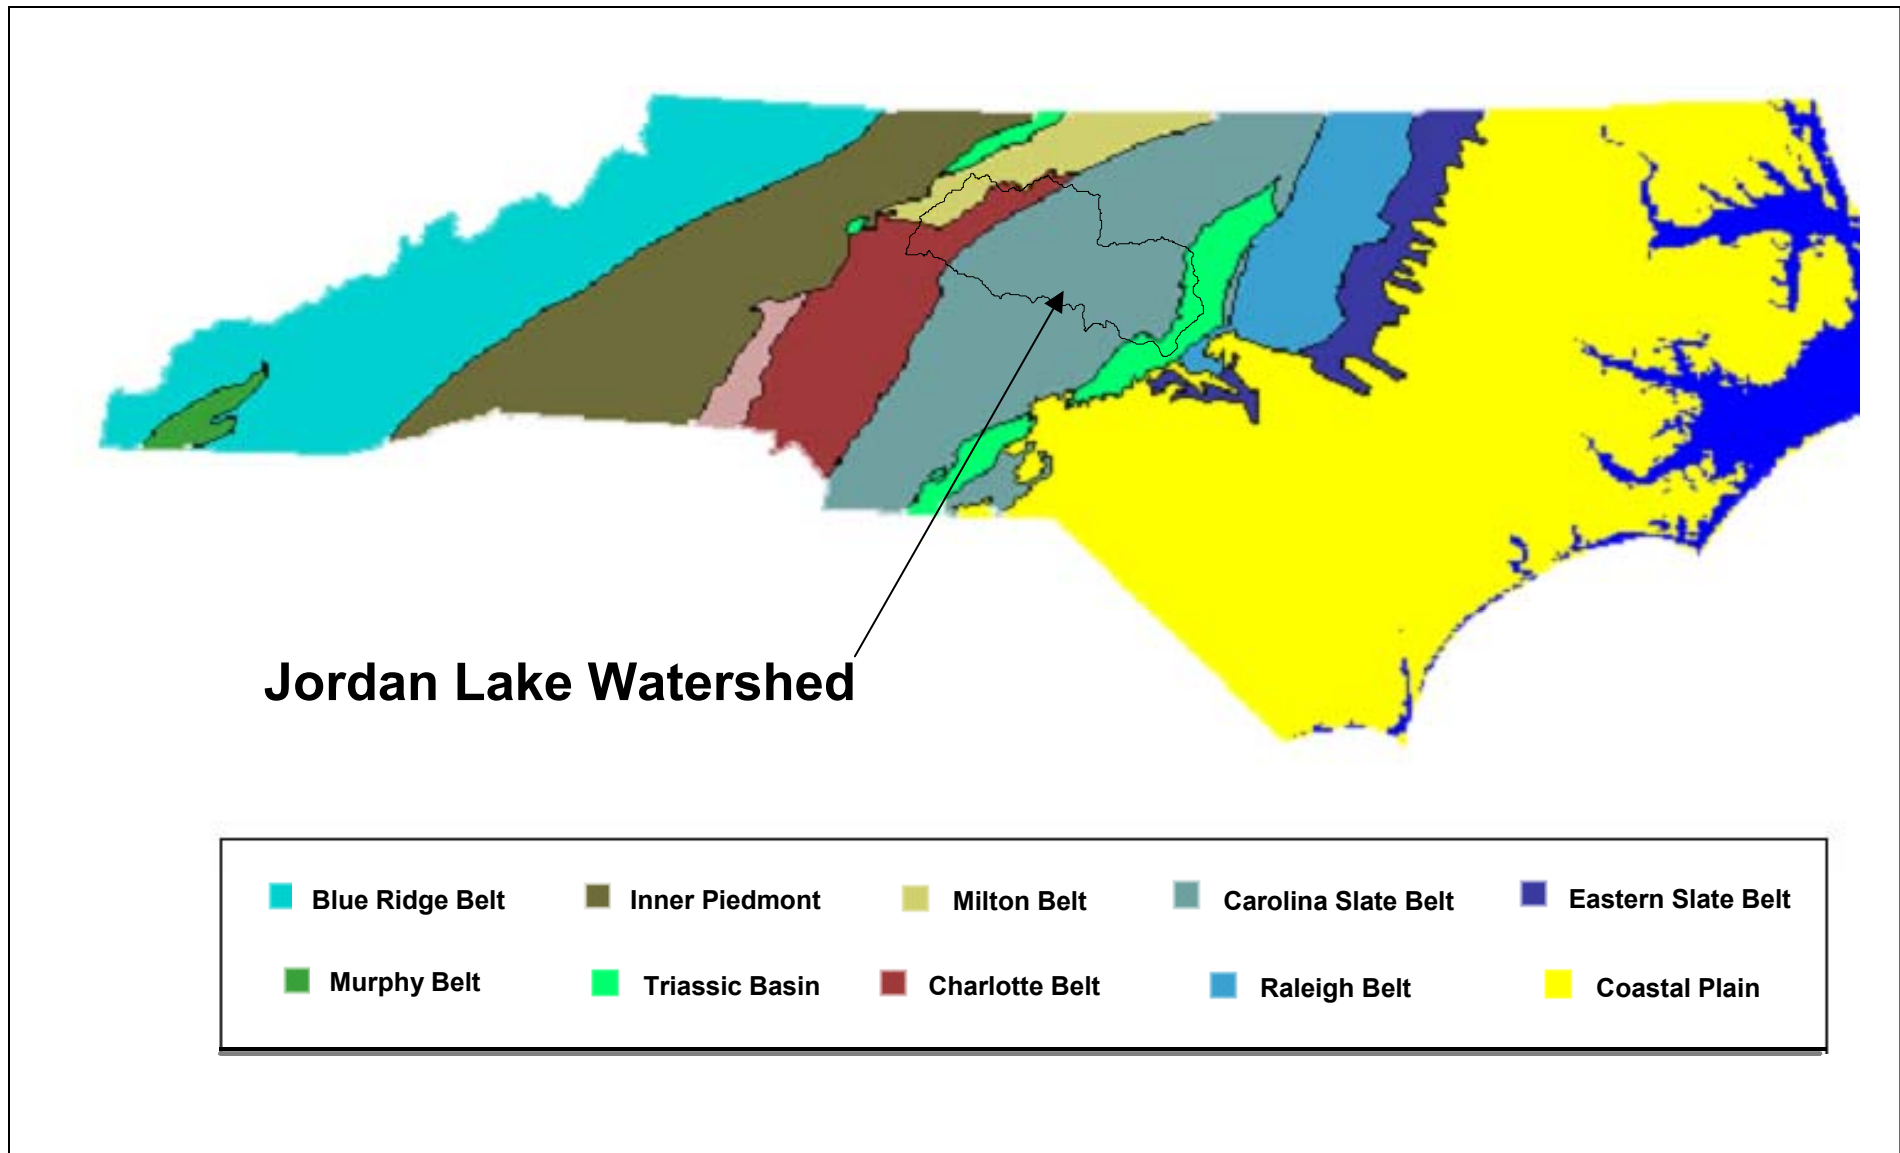 Jordan Lake Watershed
Blue Ridge Belt
Inner Piedmont
Milton Belt
Carolina Slate Belt
Eastern Slate Belt
Murphy Belt
Triassic Basin
Charlotte Belt
Raleigh Belt
Coastal Plain